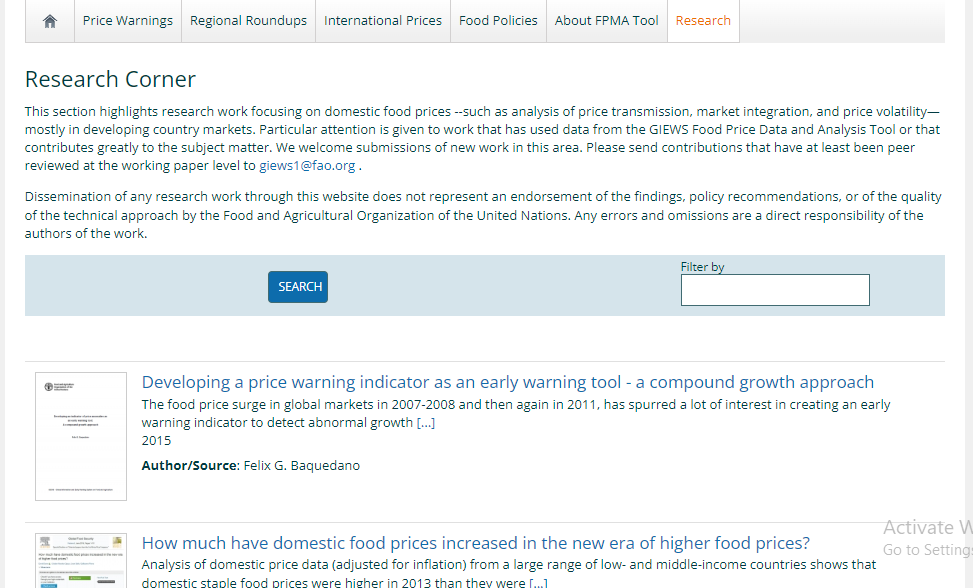 Price Warnings
Regional Roundups
International Prices
Food Policies
About FPMA Tool
Research
Research Corner
This section highlights research work focusing on domestic food prices --such as analysis of price transmission, market integration, and price volatility—
mostly in developing country markets. Particular attention is given to work that has used data from the GIEWS Food Price Data and Analysis Tool or that
contributes greatly to the subject matter. We welcome submissions of new work in this area. Please send contributions that have at least been peer
reviewed at the working paper level to giews1@fao.org .
Dissemination of any research work through this website does not represent an endorsement of the findings, policy recommendations, or of the quality
of the technical approach by the Food and Agricultural Organization of the United Nations. Any errors and omissions are a direct responsibility of the
authors of the work.
SEARCH
Filter by
Developing a price warning indicator as an early warning tool - a compound growth approach
The food price surge in global markets in 2007-2008 and then again in 2011, has spurred a lot of interest in creating an early
warning indicator to detect abnormal growth [...]
2015
Author/Source: Felix G. Baquedano
Activate W
Go to Settings
How much have domestic food prices increased in the new era of higher food prices?
Analysis of domestic price data (adjusted for inflation) from a large range of low- and middle-income countries shows that
domestic staple food prices were higher in 2013 than they were [...]